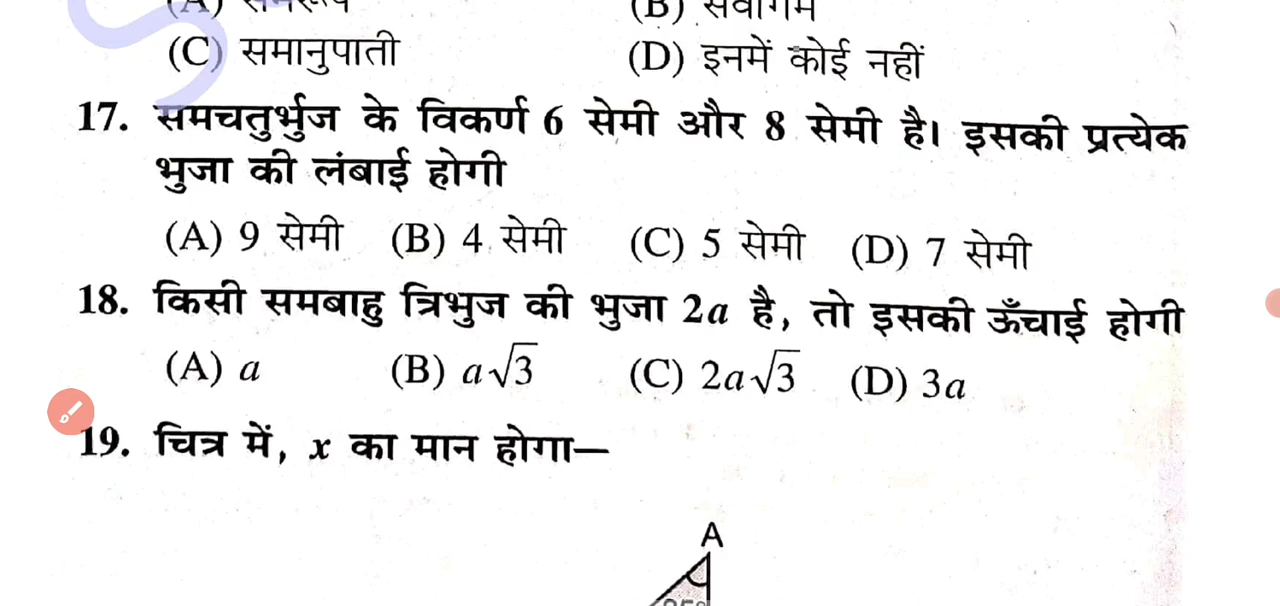 (C) समानुपाती (D) इनमें कोई नहीं
17. समचतुर्भुज के विकर्ण 6 सेमी और 8 सेमी है। इसकी प्रत्येक
भुजा की लंबाई होगी
(A) 9 सेमी (B) 4 सेमी (C) 5 सेमी (D) 7 सेमी
18. किसी समबाहु त्रिभुज की भुजा 2a है, तो इसकी ऊँचाई होगी
(A) a (B) a√3 (C) 2a√3 (D) 3a
19. चित्र में, x का मान होगा—
A